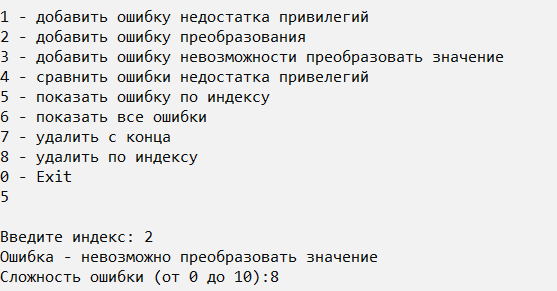 1 - добавить ошибку недостатка привилегий
2 - добавить ошибку преобразования
3 - добавить ошибку невозможности преобразовать значение
4 - сравнить ошибки недостатка привелегий
5 - показать ошибку по индексу
6 - показать все ошибки
7 - удалить с конца
8 - удалить по индексу
0 - Exit
5
Введите индекс: 2
Ошибка - невозможно преобразовать значение
Сложность ошибки (от 0 до 10):8